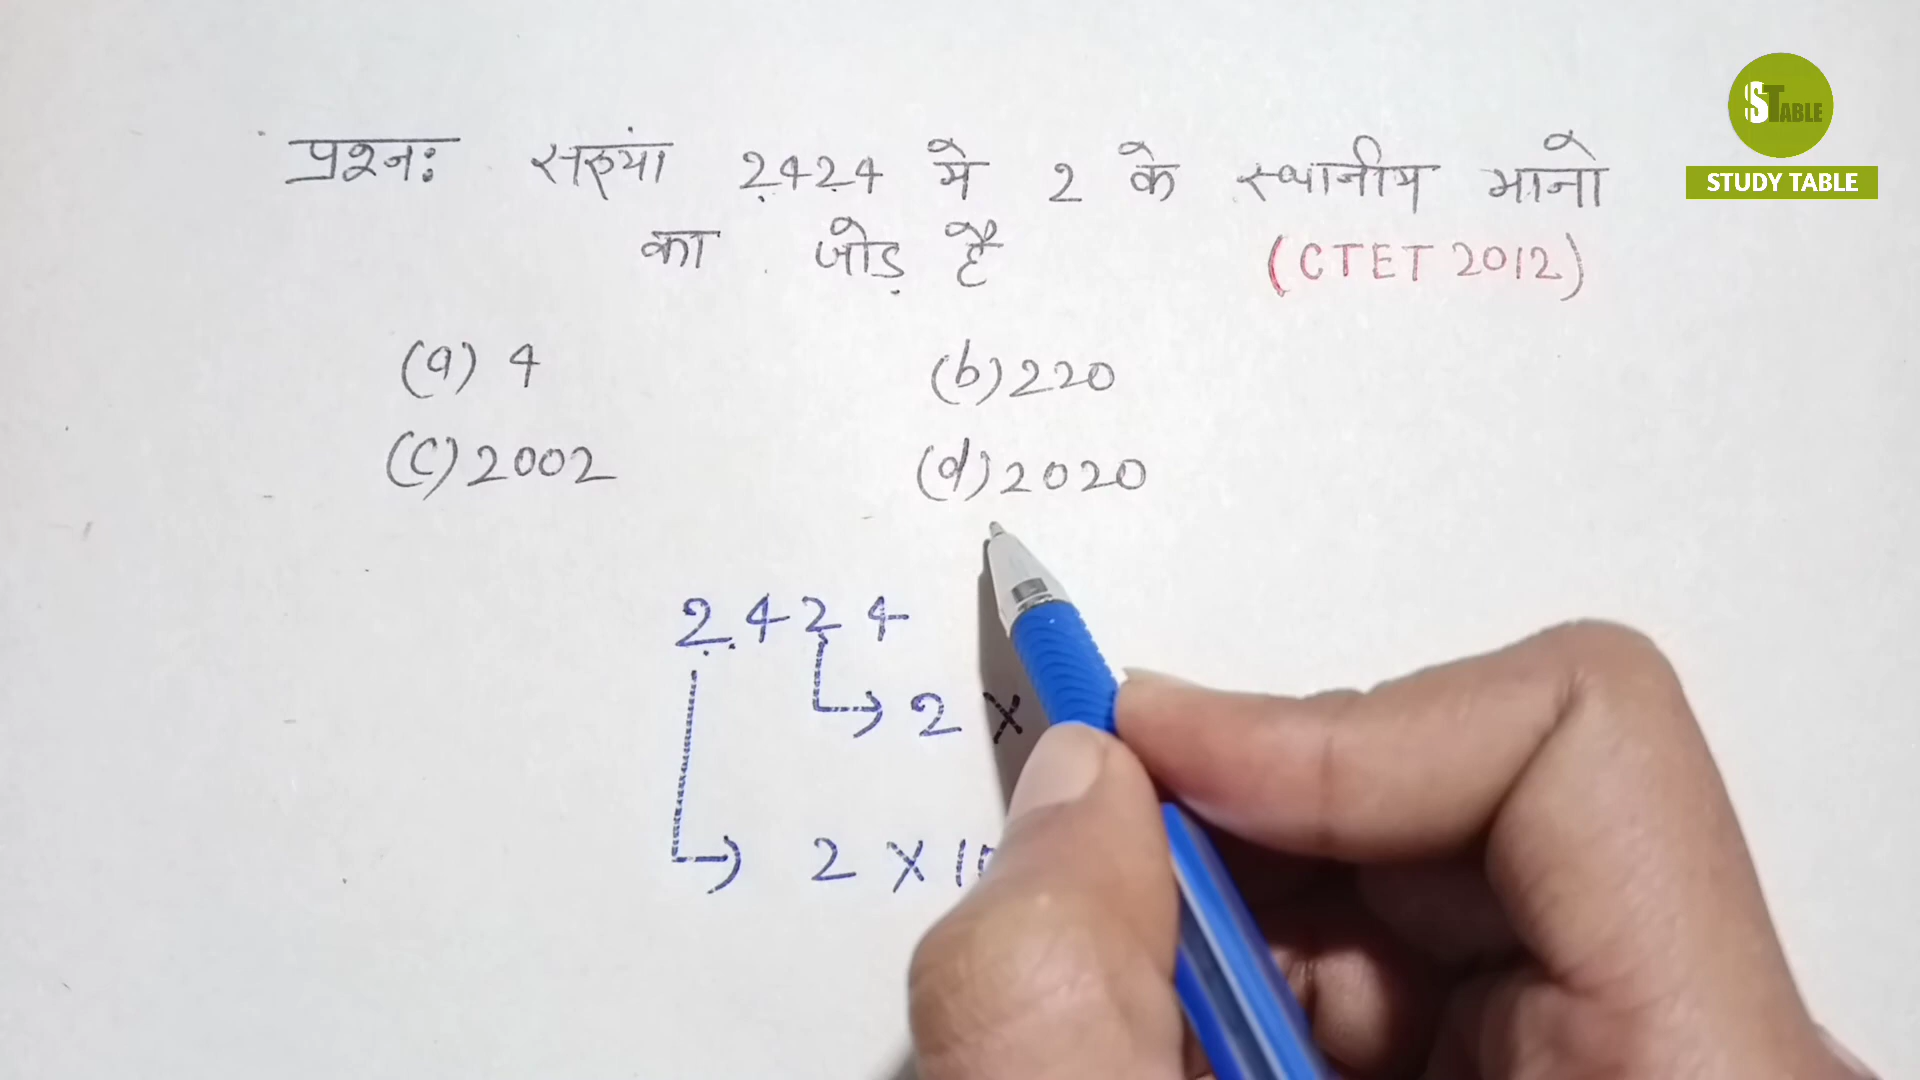 प्रश्न: संख्या 2424 मे 2 के स्थानीय मानो
का जोड़ है (CTET 2012)
(a) 4 (b) 220
(c) 2002 (d) 2020
2424
2 ×
2 × 1
STABLE
STUDY TABLE